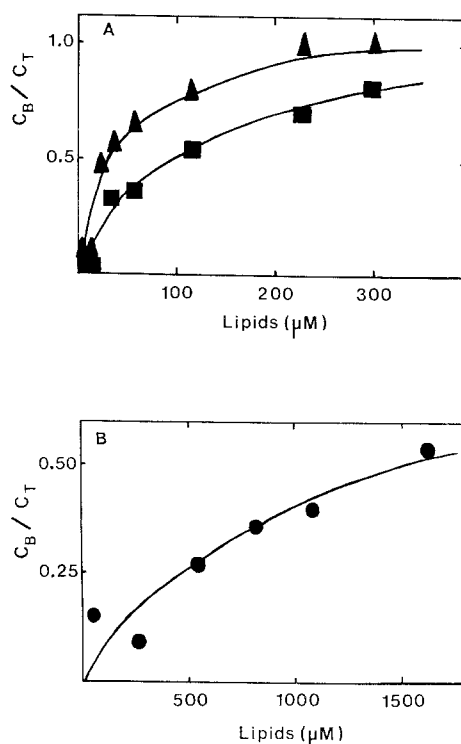 A
1.0
0.5
C_B / C_T
100 200 300
Lipids (µM)
B
0.50
0.25
C_B / C_T
500 1000 1500
Lipids (µM)